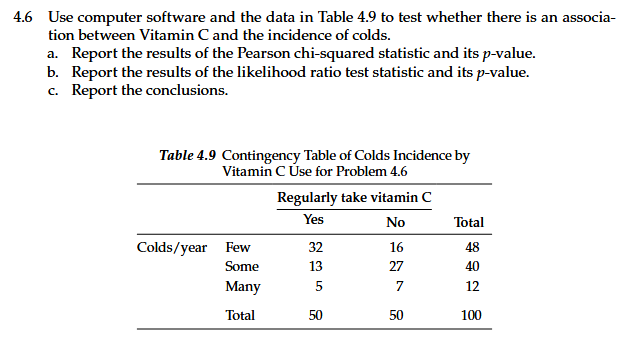 4.6 Use computer software and the data in Table 4.9 to test whether there is an associa-
tion between Vitamin C and the incidence of colds.
a. Report the results of the Pearson chi-squared statistic and its p-value.
b. Report the results of the likelihood ratio test statistic and its p-value.
c. Report the conclusions.
Table 4.9 Contingency Table of Colds Incidence by
Vitamin C Use for Problem 4.6
Regularly take vitamin C
Yes No Total
Colds/year Few 32 16 48
Some 13 27 40
Many 5 7 12
Total 50 50 100